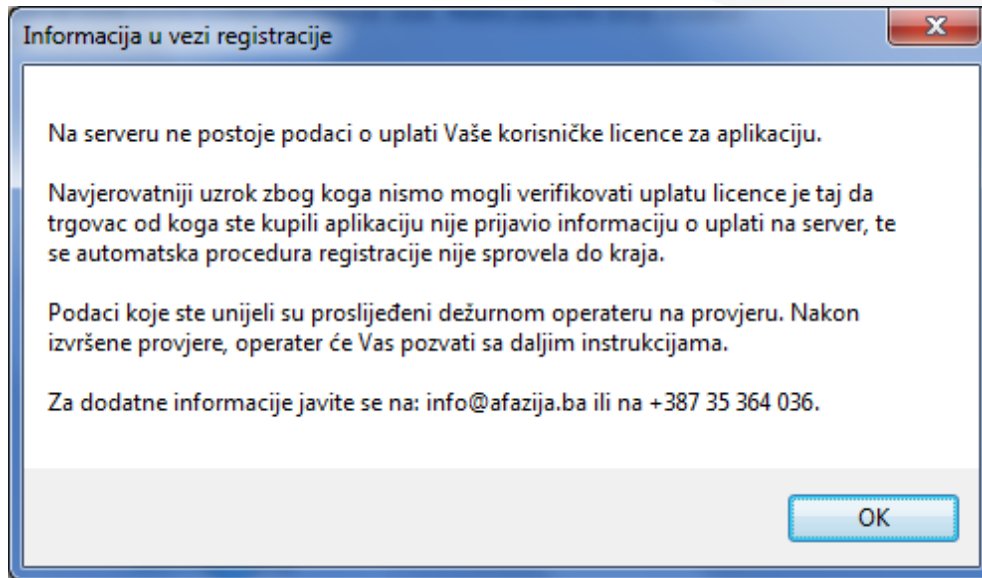 Informacija u vezi registracije
Na serveru ne postoje podaci o uplati Vaše korisničke licence za aplikaciju.
Navjerovatniji uzrok zbog koga nismo mogli verifikovati uplatu licence je taj da
trgovac od koga ste kupili aplikaciju nije prijavio informaciju o uplati na server, te
se automatska procedura registracije nije sprovela do kraja.
Podaci koje ste unijeli su proslijeđeni dežurnom operateru na provjeru. Nakon
izvršene provjere, operater će Vas pozvati sa daljim instrukcijama.
Za dodatne informacije javite se na: info@afazija.ba ili na +387 35 364 036.
OK